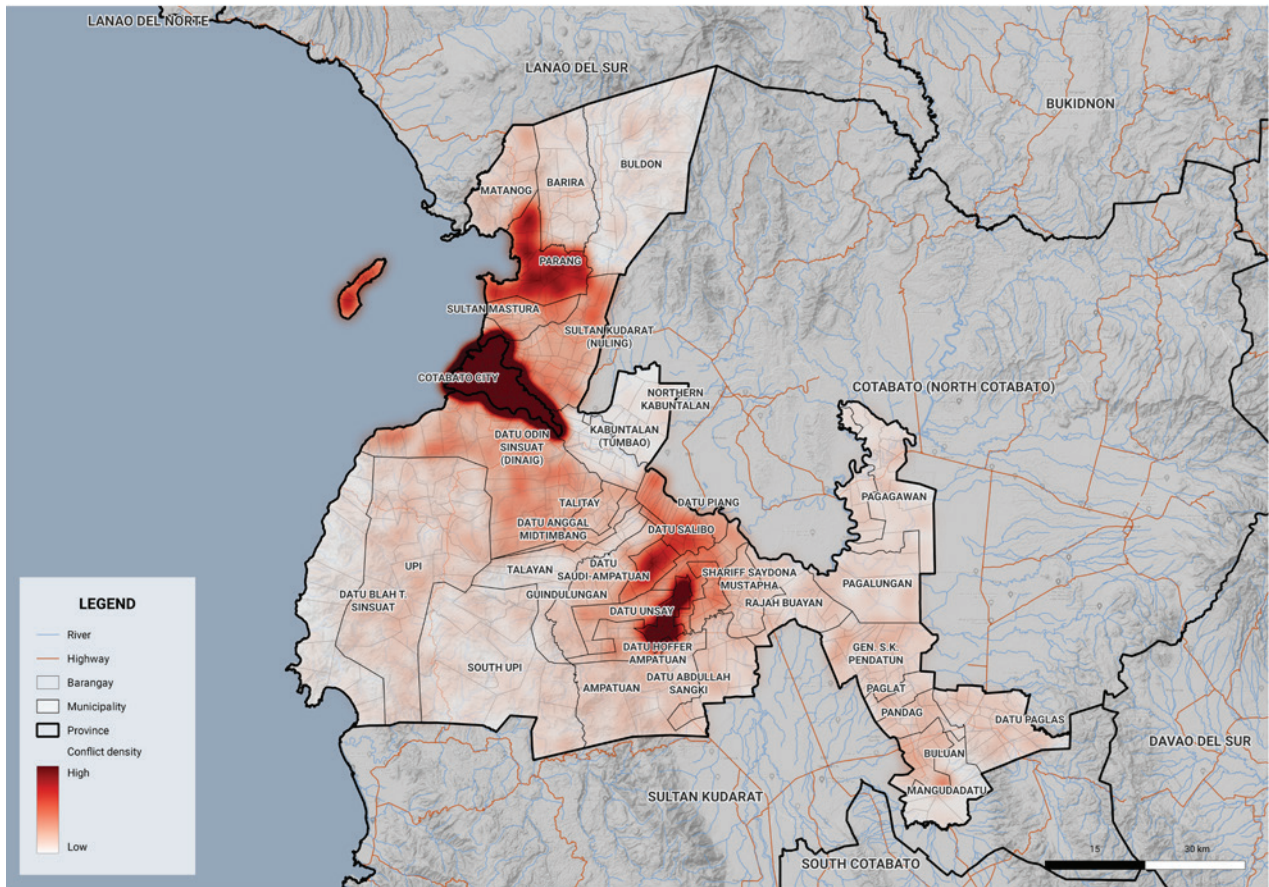 LANAO DEL NORTE
LANAO DEL SUR
BUKIDNON
BULDON
BARIRA
MATANOG
PARANG
SULTAN MASTURA
SULTAN KUDARAT
(NULING)
COTABATO CITY
COTABATO (NORTH COTABATO)
NORTHERN
KABUNTALAN
KABUNTALAN
(TUMBAO)
DATU ODIN
SINSUAT
(DINAIG)
PAGAGAWAN
TALITAY
DATU PIANG
DATU ANGGAL
MIDTIMBANG
DATU SALIBO
UPI
TALAYAN
DATU
SAUDI-AMPATUAN
SHARIFF SAYDONA
MUSTAPHA
PAGALUNGAN
DATU BLAH T.
SINSUAT
GUINDULUNGAN
DATU UNSAY
RAJAH BUAYAN
DATU HOFFER
AMPATUAN
GEN. S.K.
PENDATUN
SOUTH UPI
AMPATUAN
DATU ABDULLAH
SANGKI
PAGLAT
PANDAG
DATU PAGLAS
BULUAN
DAVAO DEL SUR
MANGUDADATU
SULTAN KUDARAT
SOUTH COTABATO
LEGEND
River
Highway
Barangay
Municipality
Province
Conflict density
High
Low
15
30 km